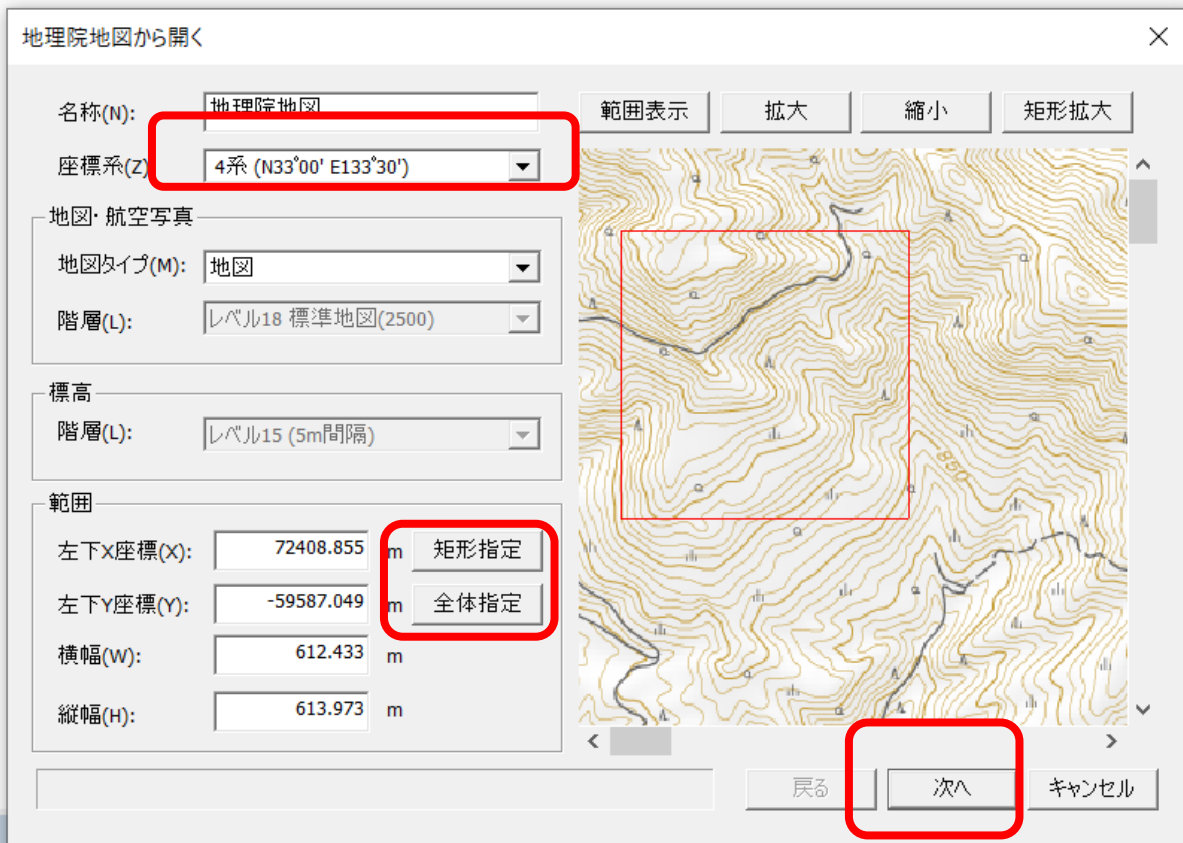 地理院地図から開く
名称(N): 地理院地図
座標系(Z) 4系 (N33°00' E133°30')
範囲表示 拡大 縮小 矩形拡大
地図・航空写真
地図タイプ(M): 地図
階層(L): レベル18 標準地図(2500)
標高
階層(L): レベル15 (5m間隔)
範囲
左下X座標(X): 72408.855 m 矩形指定
左下Y座標(Y): -59587.049 m 全体指定
横幅(W): 612.433 m
縦幅(H): 613.973 m
950
戻る 次へ キャンセル